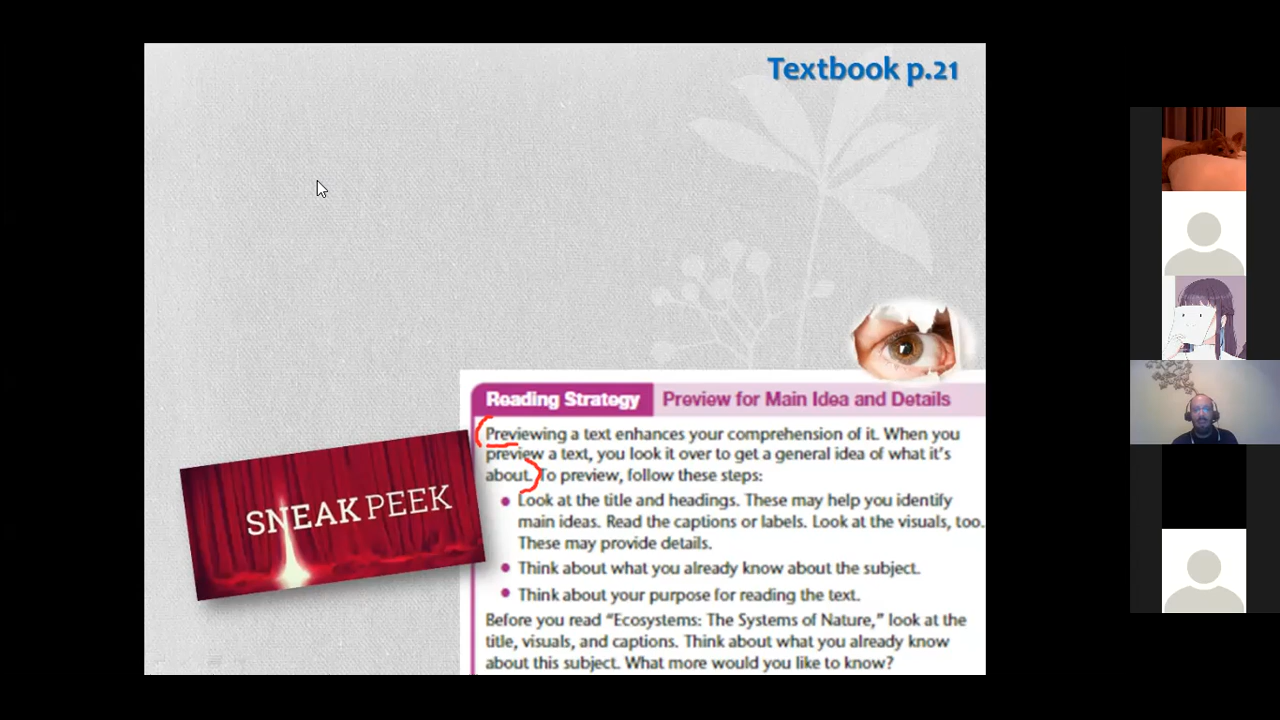 Textbook p.21
Reading Strategy Preview for Main Idea and Details
Previewing a text enhances your comprehension of it. When you
preview a text, you look it over to get a general idea of what it's
about. To preview, follow these steps:
• Look at the title and headings. These may help you identify
main ideas. Read the captions or labels. Look at the visuals, too.
These may provide details.
• Think about what you already know about the subject.
• Think about your purpose for reading the text.
Before you read “Ecosystems: The Systems of Nature,” look at the
title, visuals, and captions. Think about what you already know
about this subject. What more would you like to know?
SNEAK PEEK